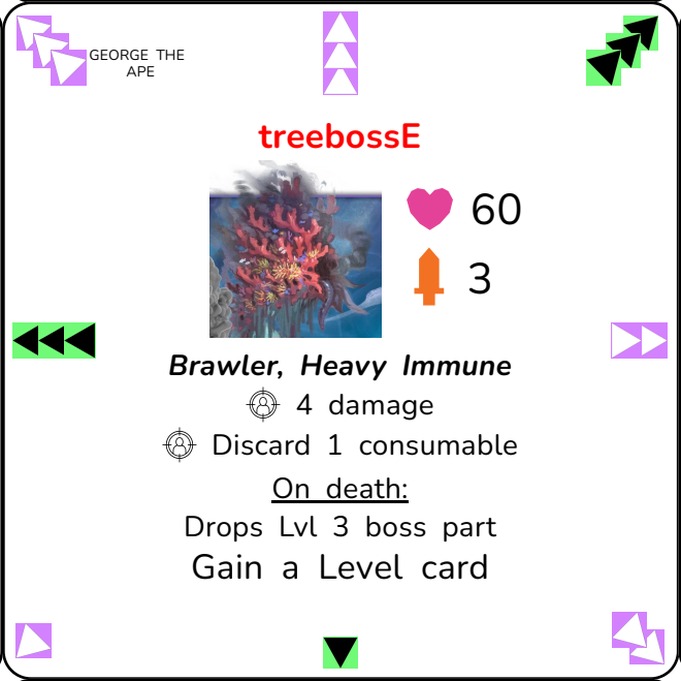 GEORGE THE
APE
treebossE
60
3
Brawler, Heavy Immune
4 damage
Discard 1 consumable
On death:
Drops Lvl 3 boss part
Gain a Level card